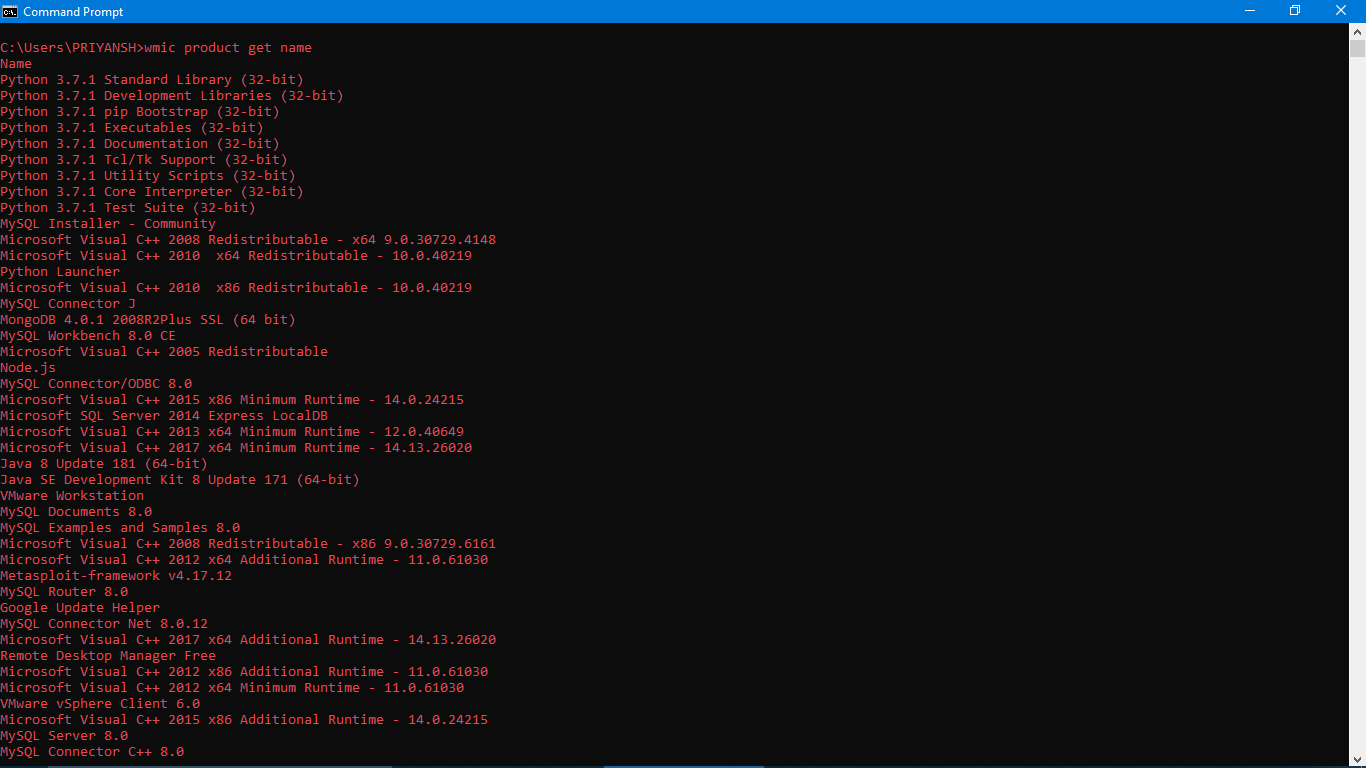 Command Prompt
C:\Users\PRIYANSH>wmic product get name
Name
Python 3.7.1 Standard Library (32-bit)
Python 3.7.1 Development Libraries (32-bit)
Python 3.7.1 pip Bootstrap (32-bit)
Python 3.7.1 Executables (32-bit)
Python 3.7.1 Documentation (32-bit)
Python 3.7.1 Tcl/Tk Support (32-bit)
Python 3.7.1 Utility Scripts (32-bit)
Python 3.7.1 Core Interpreter (32-bit)
Python 3.7.1 Test Suite (32-bit)
MySQL Installer - Community
Microsoft Visual C++ 2008 Redistributable - x64 9.0.30729.4148
Microsoft Visual C++ 2010  x64 Redistributable - 10.0.40219
Python Launcher
Microsoft Visual C++ 2010  x86 Redistributable - 10.0.40219
MySQL Connector J
MongoDB 4.0.1 2008R2Plus SSL (64 bit)
MySQL Workbench 8.0 CE
Microsoft Visual C++ 2005 Redistributable
Node.js
MySQL Connector/ODBC 8.0
Microsoft Visual C++ 2015 x86 Minimum Runtime - 14.0.24215
Microsoft SQL Server 2014 Express LocalDB
Microsoft Visual C++ 2013 x64 Minimum Runtime - 12.0.40649
Microsoft Visual C++ 2017 x64 Minimum Runtime - 14.13.26020
Java 8 Update 181 (64-bit)
Java SE Development Kit 8 Update 171 (64-bit)
VMware Workstation
MySQL Documents 8.0
MySQL Examples and Samples 8.0
Microsoft Visual C++ 2008 Redistributable - x86 9.0.30729.6161
Microsoft Visual C++ 2012 x64 Additional Runtime - 11.0.61030
Metasploit-framework v4.17.12
MySQL Router 8.0
Google Update Helper
MySQL Connector Net 8.0.12
Microsoft Visual C++ 2017 x64 Additional Runtime - 14.13.26020
Remote Desktop Manager Free
Microsoft Visual C++ 2012 x86 Additional Runtime - 11.0.61030
Microsoft Visual C++ 2012 x64 Minimum Runtime - 11.0.61030
VMware vSphere Client 6.0
Microsoft Visual C++ 2015 x86 Additional Runtime - 14.0.24215
MySQL Server 8.0
MySQL Connector C++ 8.0